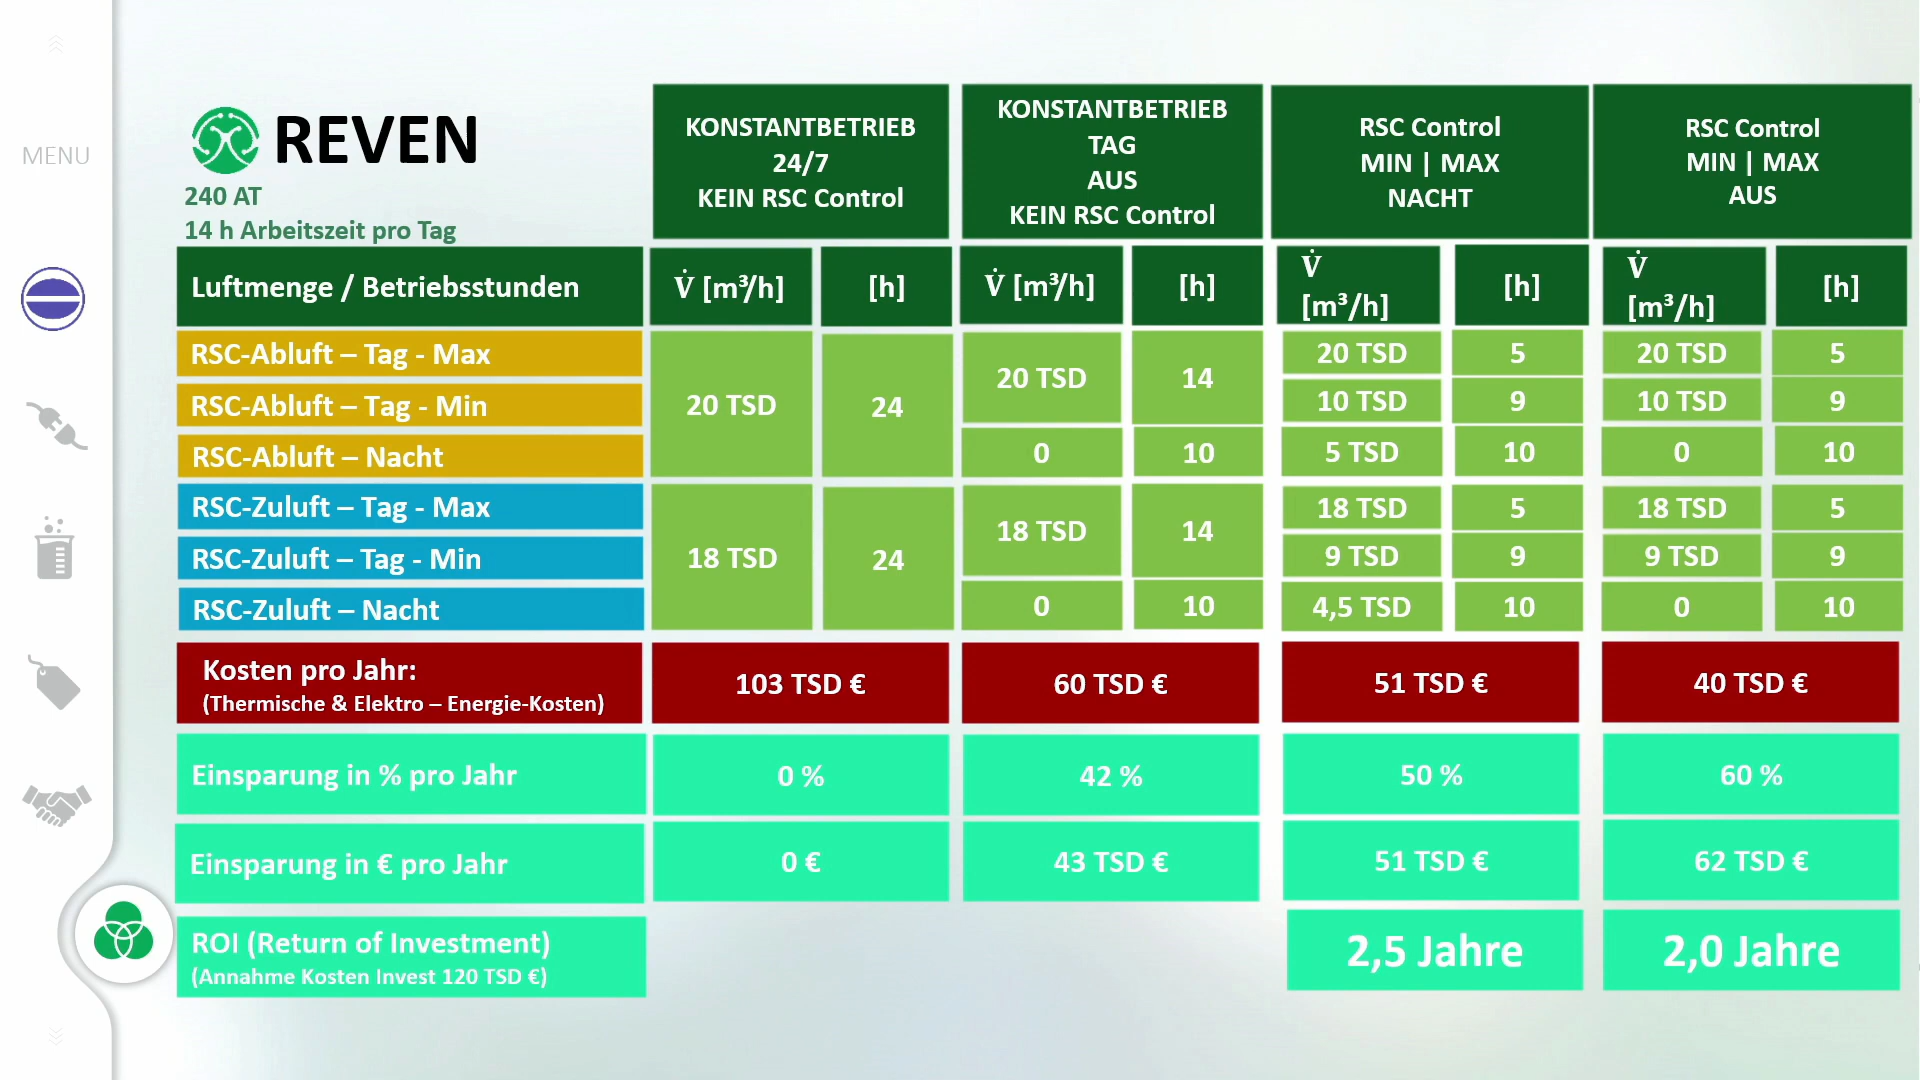 MENU
REVEN
240 AT
14 h Arbeitszeit pro Tag
KONSTANTBETRIEB
24/7
KEIN RSC Control
KONSTANTBETRIEB
TAG
AUS
KEIN RSC Control
RSC Control
MIN | MAX
NACHT
RSC Control
MIN | MAX
AUS
Luftmenge / Betriebsstunden
V̇ [m³/h]
[h]
V̇ [m³/h]
[h]
V̇
[m³/h]
[h]
V̇
[m³/h]
[h]
RSC-Abluft – Tag - Max
RSC-Abluft – Tag - Min
RSC-Abluft – Nacht
20 TSD
24
20 TSD
14
0
10
20 TSD
5
20 TSD
5
10 TSD
9
10 TSD
9
5 TSD
10
0
10
RSC-Zuluft – Tag - Max
RSC-Zuluft – Tag - Min
RSC-Zuluft – Nacht
18 TSD
24
18 TSD
14
0
10
18 TSD
5
18 TSD
5
9 TSD
9
9 TSD
9
4,5 TSD
10
0
10
Kosten pro Jahr:
(Thermische & Elektro – Energie-Kosten)
103 TSD €
60 TSD €
51 TSD €
40 TSD €
Einsparung in % pro Jahr
0 %
42 %
50 %
60 %
Einsparung in € pro Jahr
0 €
43 TSD €
51 TSD €
62 TSD €
ROI (Return of Investment)
(Annahme Kosten Invest 120 TSD €)
2,5 Jahre
2,0 Jahre